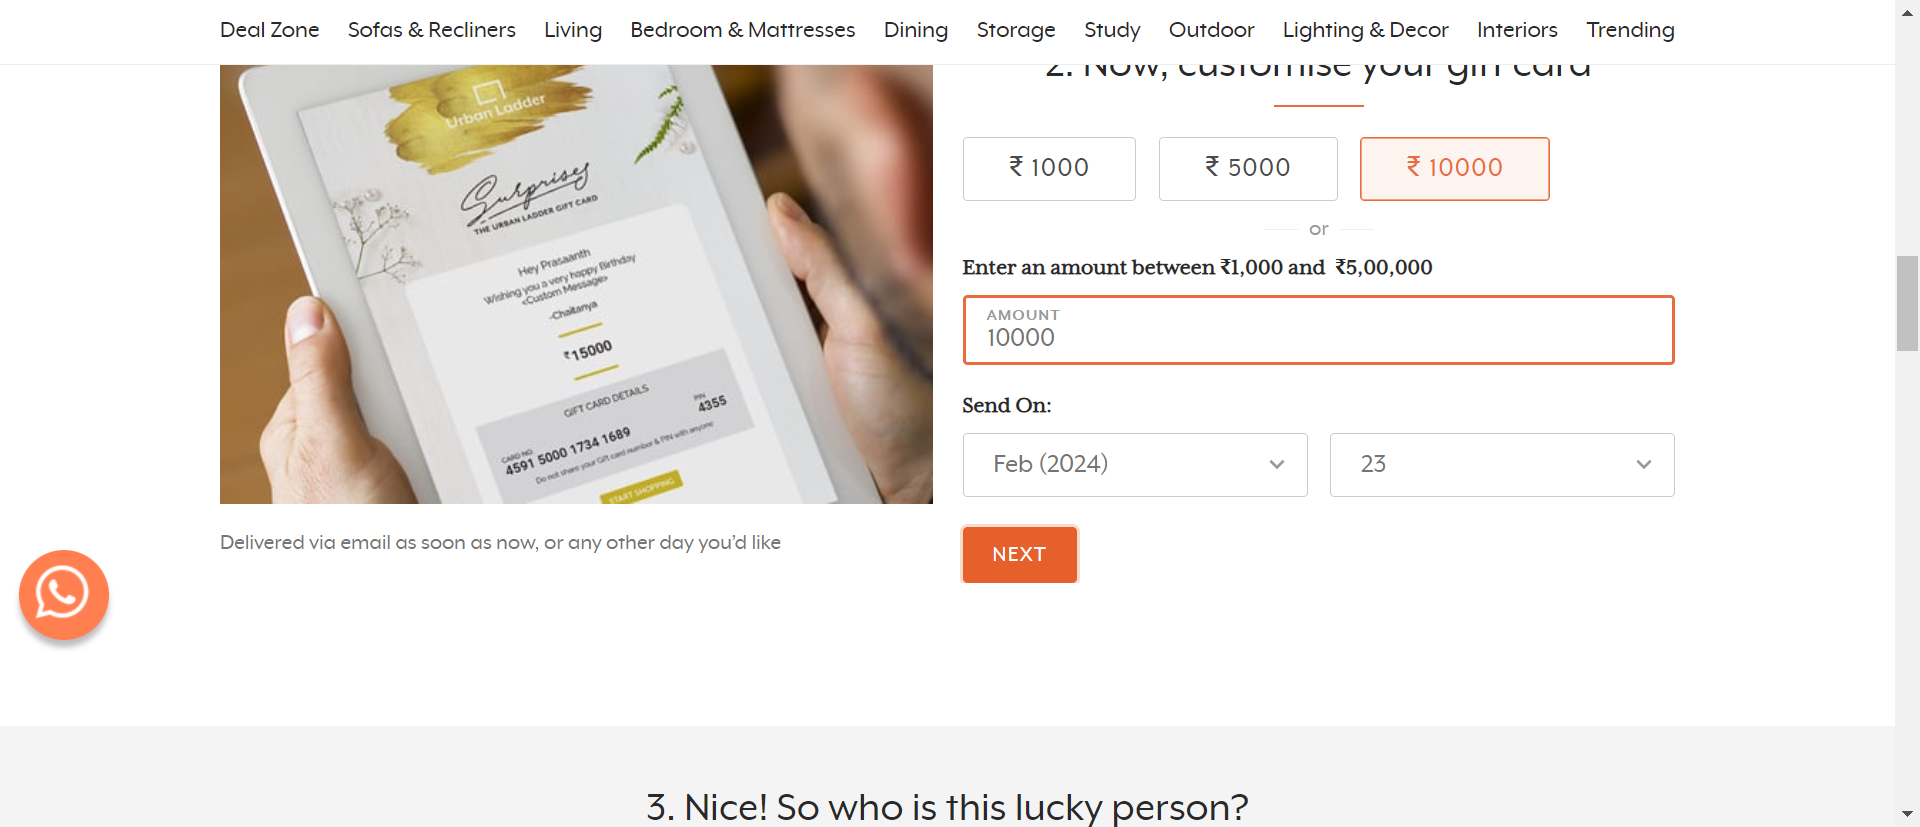 Deal Zone Sofas & Recliners Living Bedroom & Mattresses Dining Storage Study Outdoor Lighting & Decor Interiors Trending
Urban Ladder
Surprises
THE URBAN LADDER GIFT CARD
Hey Prasaanth
Wishing you a very happy Birthday
<Custom Message>
-Chaitanya
₹15000
GIFT CARD DETAILS
CARD NO
4591 5000 1734 1689
PIN
4355
Do not share your Gift card number & PIN with anyone
START SHOPPING
Delivered via email as soon as now, or any other day you’d like
2. Now, customise your gift card
₹ 1000 ₹ 5000 ₹ 10000
or
Enter an amount between ₹1,000 and ₹5,00,000
AMOUNT
10000
Send On:
Feb (2024) 23
NEXT
3. Nice! So who is this lucky person?